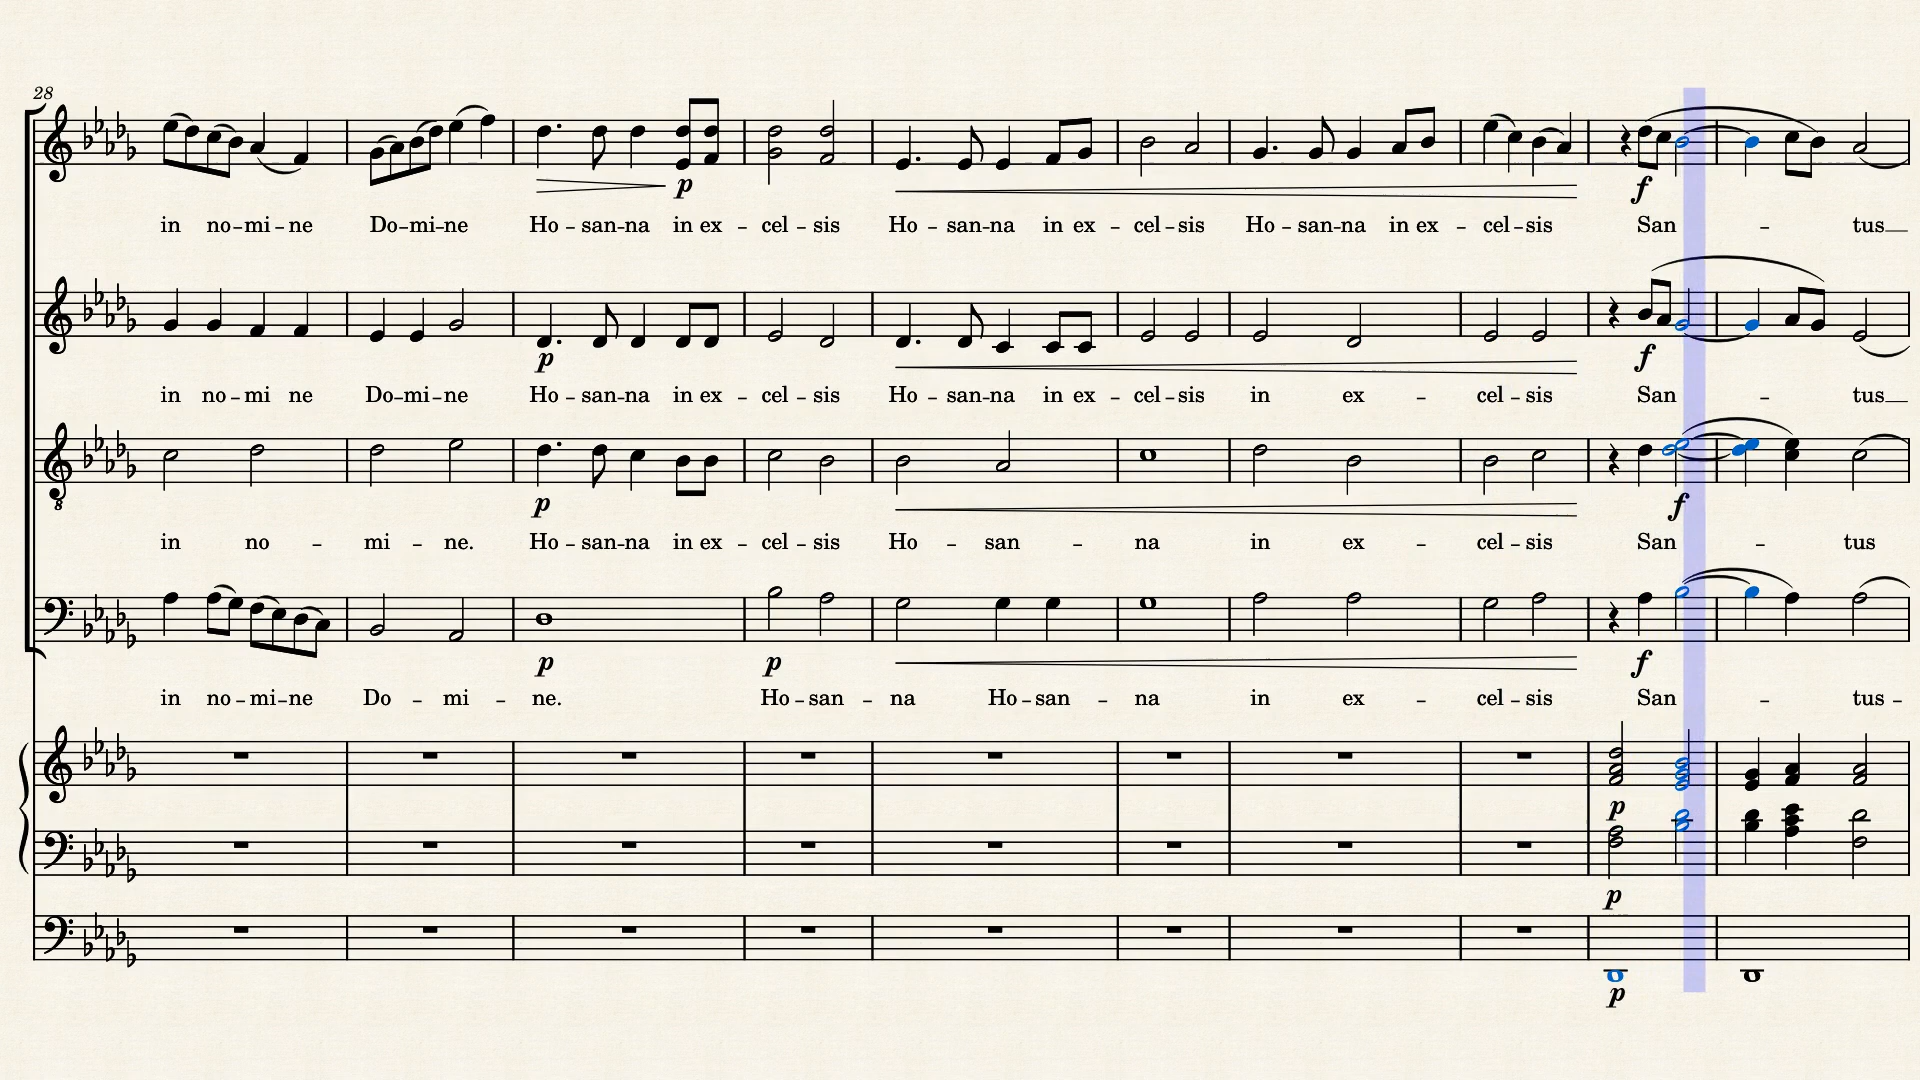 28
p
in no-mi-ne Do-mi-ne Ho-san-na in ex-cel-sis Ho-san-na in ex-cel-sis Ho-san-na in ex-cel-sis San-tus
f
p f
in no-mi ne Do-mi-ne Ho-san-na in ex-cel-sis Ho-san-na in ex-cel-sis in ex-cel-sis San-tus
8
p f
in no-mi-ne. Ho-san-na in ex-cel-sis Ho-san-na in ex-cel-sis San-tus
p p f
in no-mi-ne Do-mi-ne. Ho-san-na Ho-san-na in ex-cel-sis San-tus-
p
p
p